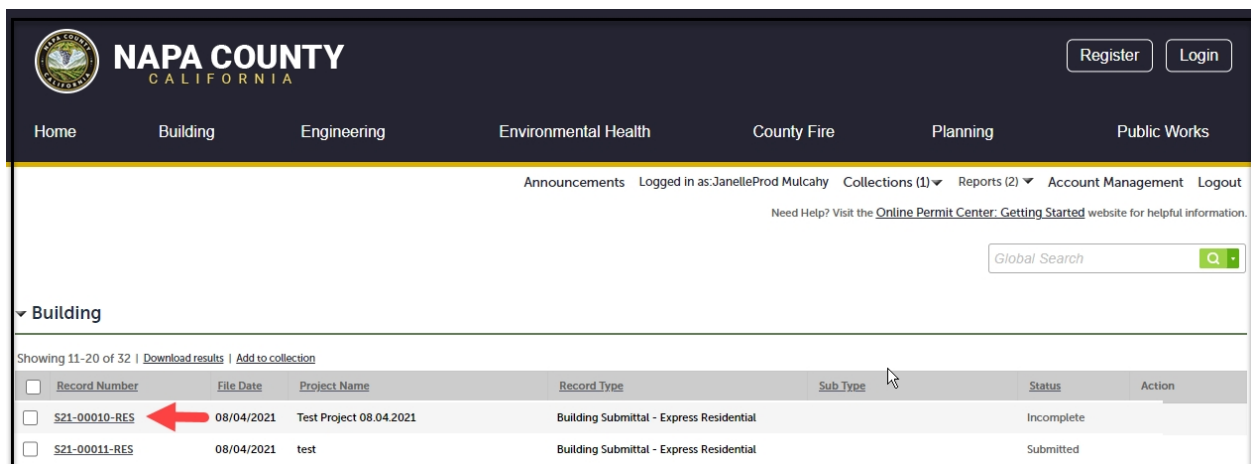 NAPA COUNTY
CALIFORNIA
Register Login
Home Building Engineering Environmental Health County Fire Planning Public Works
Announcements Logged in as:JanelleProd Mulcahy Collections (1) Reports (2) Account Management Logout
Need Help? Visit the Online Permit Center: Getting Started website for helpful information.
Global Search
Building
Showing 11-20 of 32 | Download results | Add to collection
Record Number File Date Project Name Record Type Sub Type Status Action
S21-00010-RES 08/04/2021 Test Project 08.04.2021 Building Submittal - Express Residential Incomplete
S21-00011-RES 08/04/2021 test Building Submittal - Express Residential Submitted